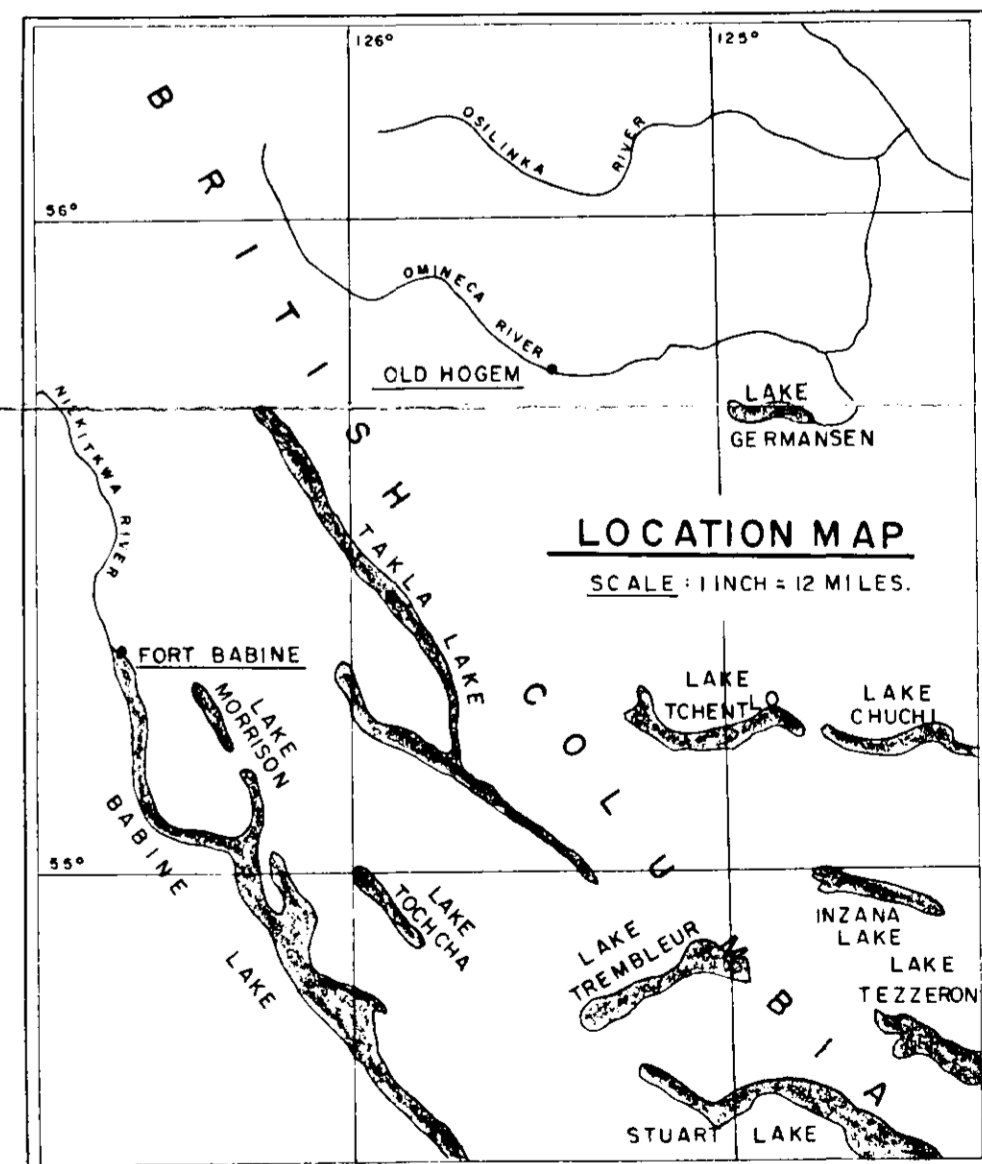 126°
125°
BRITISH COLUMBIA
OSILINKA RIVER
56°
OMINECA RIVER
OLD HOGEM
LAKE
GERMANSEN
NILKITKWA RIVER
TAKLA LAKE
LOCATION MAP
SCALE : 1 INCH = 12 MILES.
FORT BABINE
LAKE
MORRISON
LAKE
TCHENTLO
LAKE
CHUCHI
BABINE LAKE
55°
LAKE
TOCHCHA
INZANA
LAKE
LAKE
TREMBLEUR
LAKE
TEZZERON
STUART LAKE